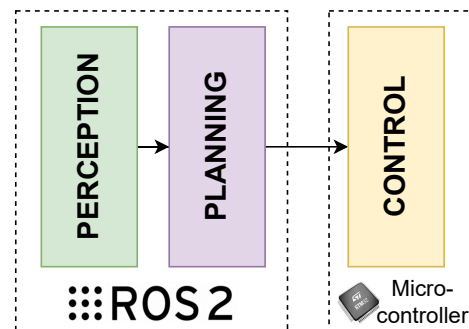 PERCEPTION
PLANNING
CONTROL
ROS 2
Micro-
controller